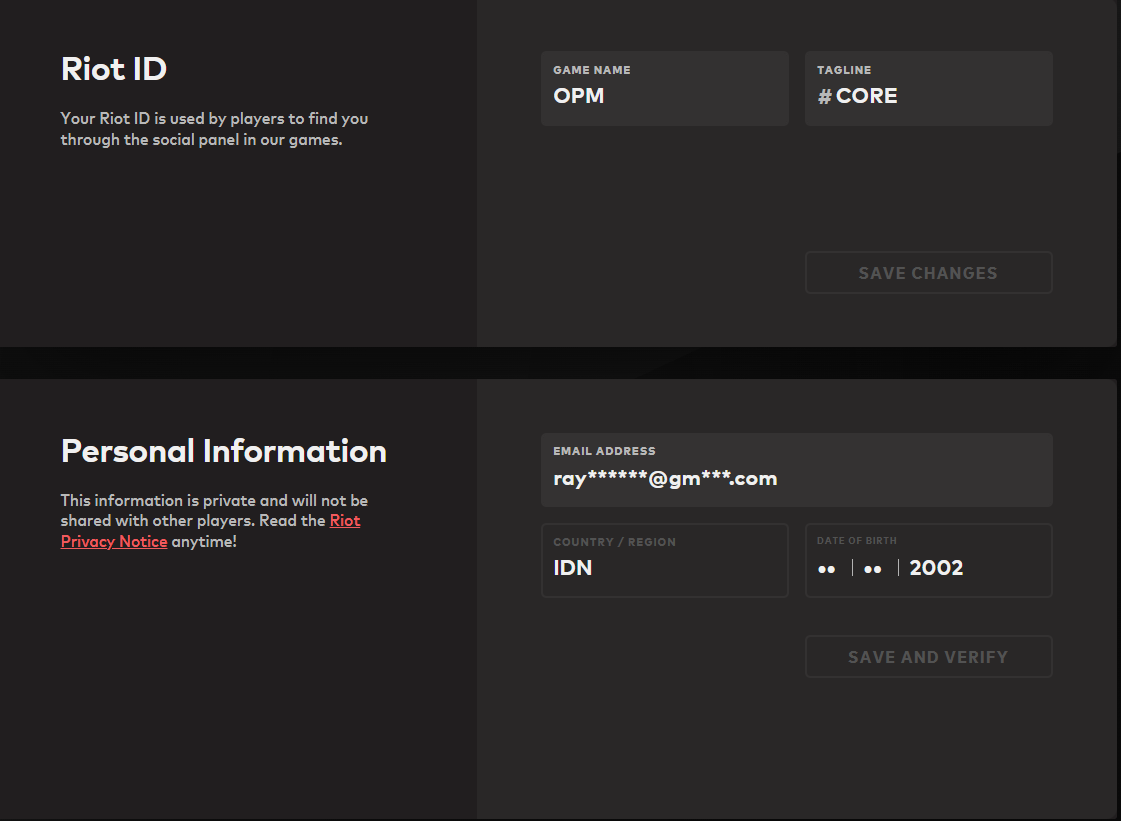 Riot ID
Your Riot ID is used by players to find you
through the social panel in our games.
GAME NAME
OPM
TAGLINE
# CORE
SAVE CHANGES
Personal Information
This information is private and will not be
shared with other players. Read the Riot
Privacy Notice anytime!
EMAIL ADDRESS
ray******@gm***.com
COUNTRY / REGION
IDN
DATE OF BIRTH
•• | •• | 2002
SAVE AND VERIFY